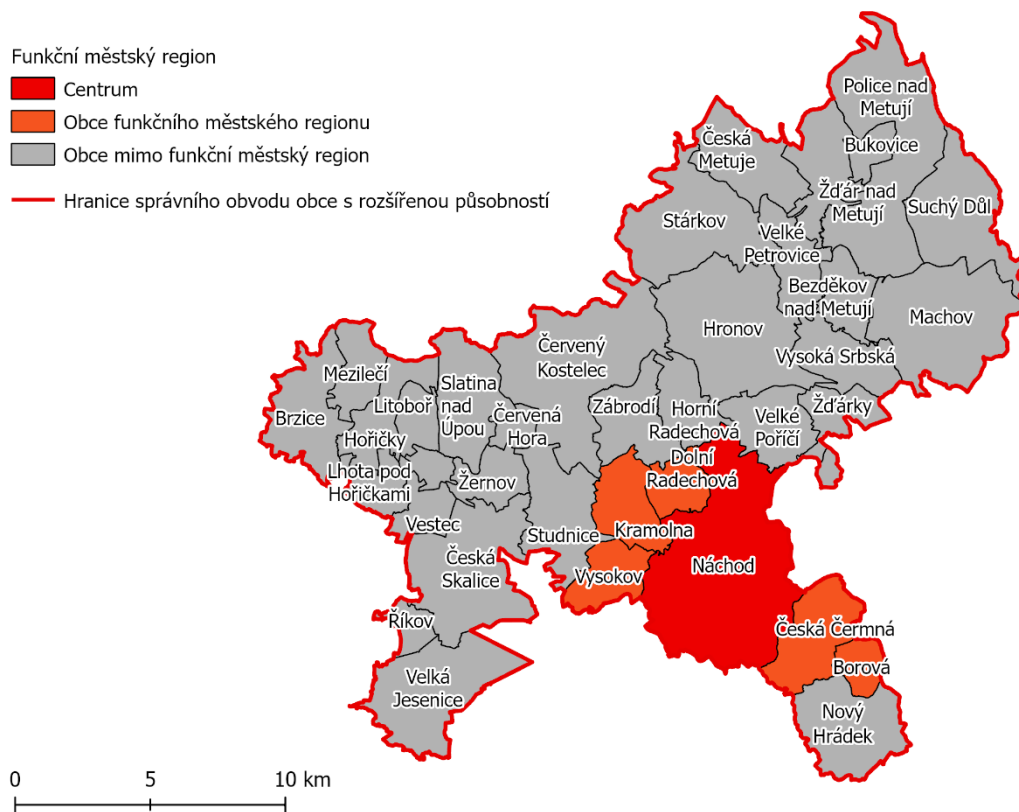 Funkční městský region
Centrum
Obce funkčního městského regionu
Obce mimo funkční městský region
Hranice správního obvodu obce s rozšířenou působností
Police nad
Metují
Česká
Metuje
Bukovice
Žďár nad
Metují
Suchý Důl
Stárkov
Velké
Petrovice
Bezděkov
nad Metují
Machov
Hronov
Vysoká Srbská
Červený
Kostelec
Mezilečí
Slatina
nad
Úpou
Litoboř
Brzice
Červená
Hora
Zábrodí
Horní
Radechová
Velké
Poříčí
Žďárky
Hořičky
Dolní
Radechová
Lhota pod
Hořičkami
Žernov
Vestec
Studnice
Kramolna
Česká
Skalice
Vysokov
Náchod
Říkov
Česká Čermná
Borová
Velká
Jesenice
Nový
Hrádek
0 5 10 km